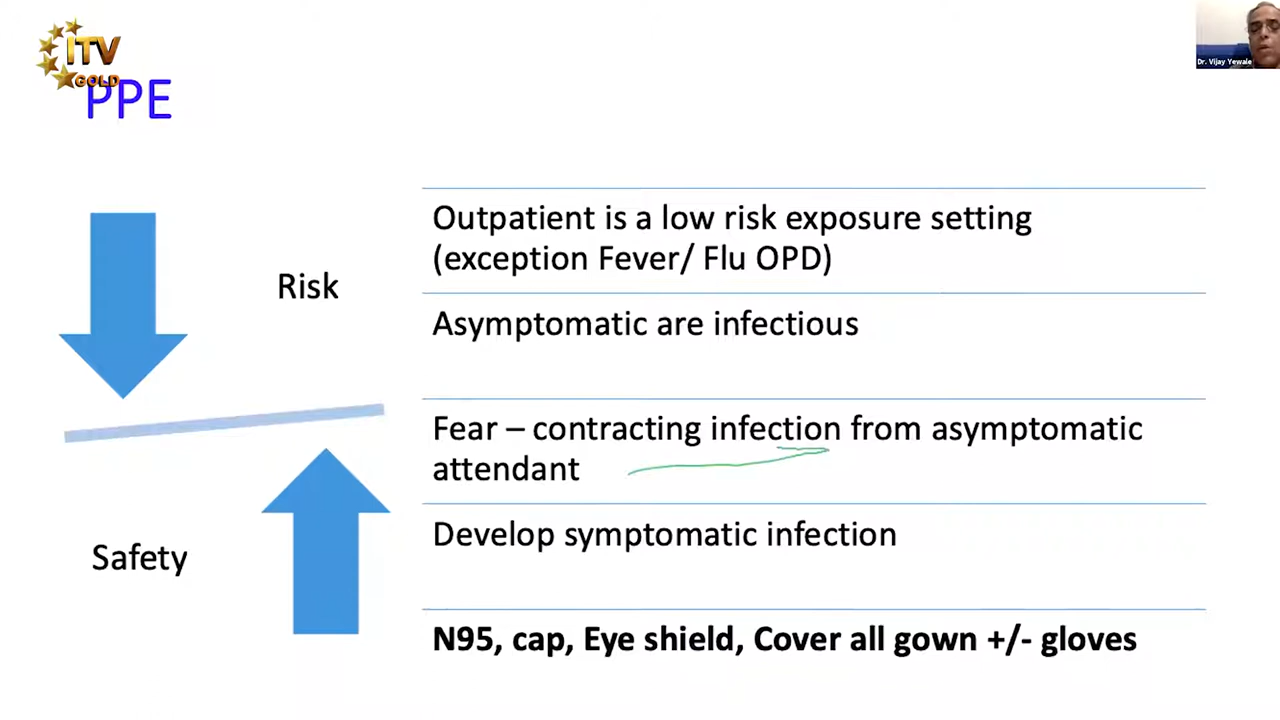 ITV
GOLD
Dr. Vijay Yewale
PPE
Risk
Safety
Outpatient is a low risk exposure setting
(exception Fever/ Flu OPD)
Asymptomatic are infectious
Fear – contracting infection from asymptomatic
attendant
Develop symptomatic infection
N95, cap, Eye shield, Cover all gown +/- gloves